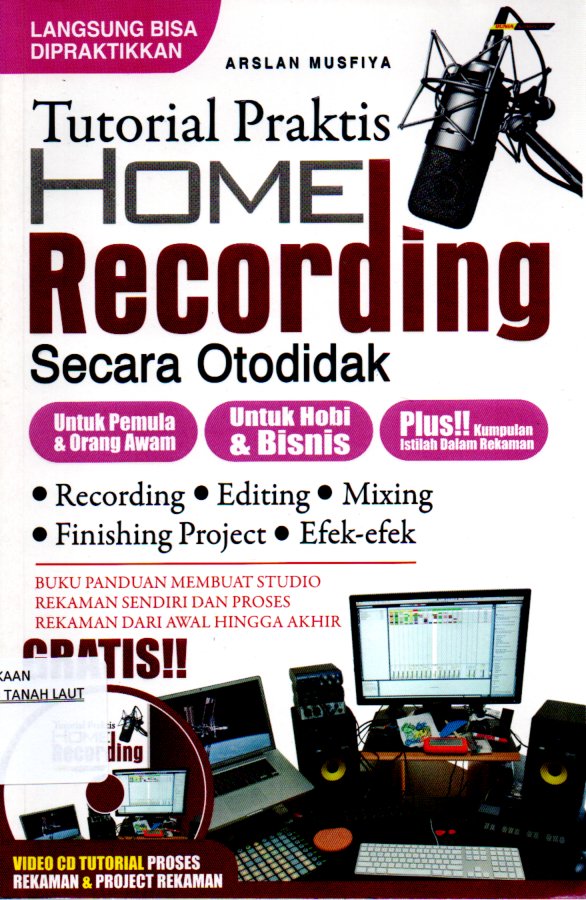 LANGSUNG BISA
DIPRAKTIKKAN
ARSLAN MUSFIYA
Tutorial Praktis
HOME
Recording
Secara Otodidak
Untuk Pemula
& Orang Awam
Untuk Hobi
& Bisnis
Plus!! Kumpulan
Istilah Dalam Rekaman
• Recording • Editing • Mixing
• Finishing Project • Efek-efek
BUKU PANDUAN MEMBUAT STUDIO
REKAMAN SENDIRI DAN PROSES
REKAMAN DARI AWAL HINGGA AKHIR
GRATIS!!
KAAN
TANAH LAUT
Tutorial Praktis
HOME
Recording
VIDEO CD TUTORIAL PROSES
REKAMAN & PROJECT REKAMAN